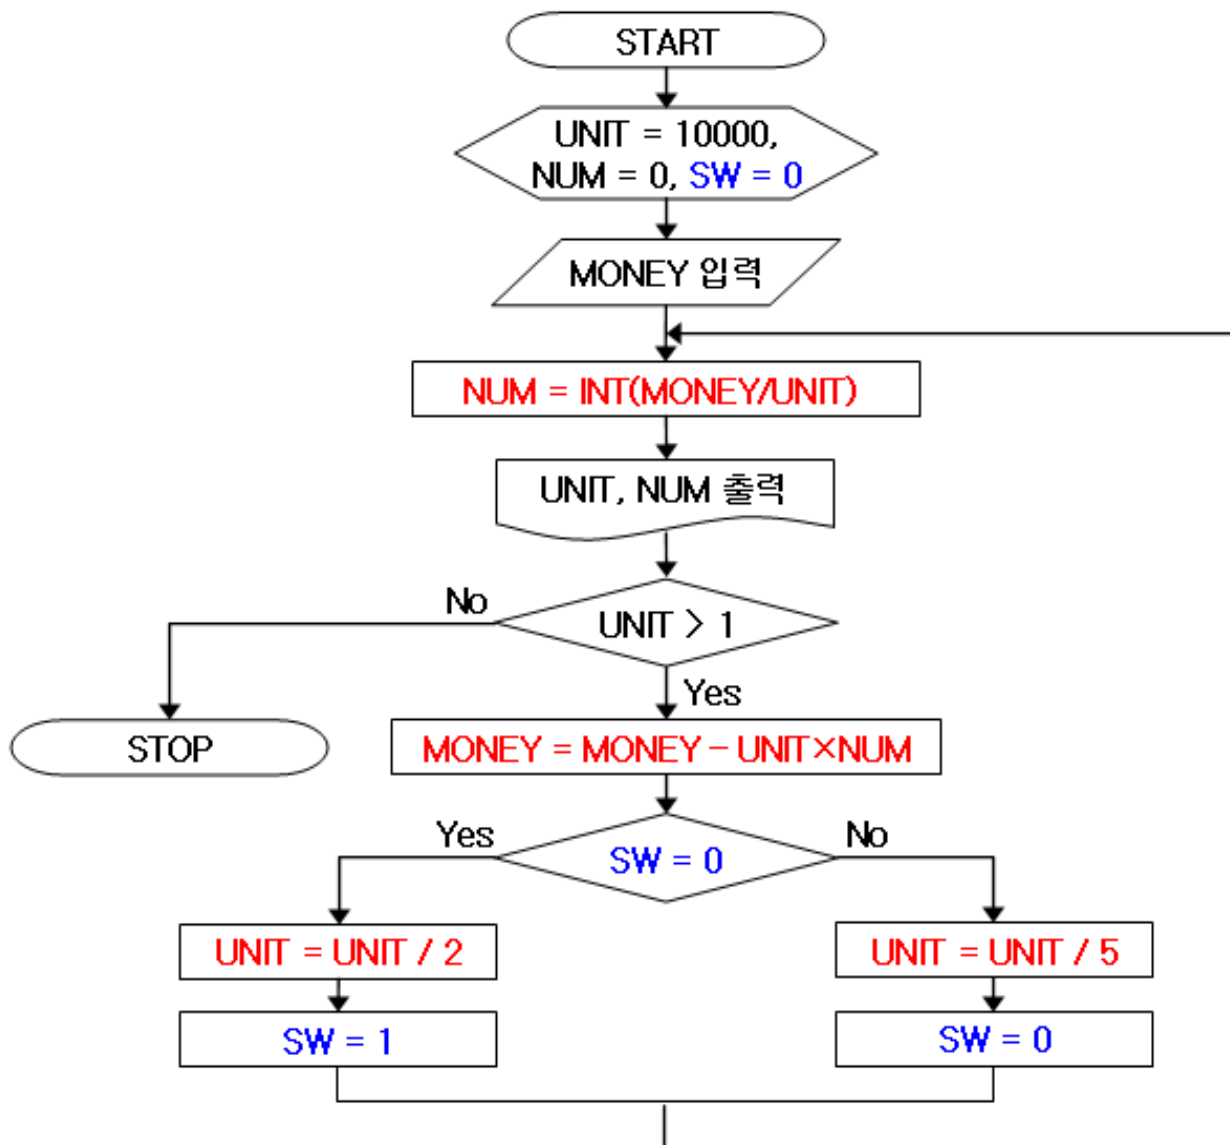 START
UNIT = 10000,
NUM = 0, SW = 0
MONEY 입력
NUM = INT(MONEY/UNIT)
UNIT, NUM 출력
No
UNIT > 1
Yes
STOP
MONEY = MONEY - UNIT×NUM
Yes
No
SW = 0
UNIT = UNIT / 2
UNIT = UNIT / 5
SW = 1
SW = 0